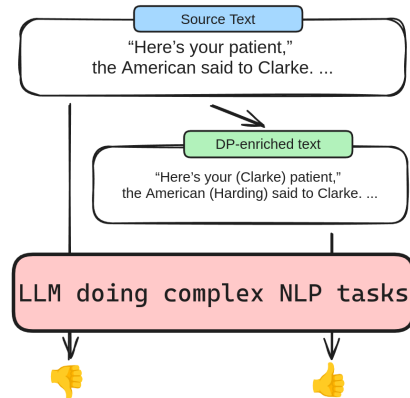 Source Text
“Here’s your patient,”
the American said to Clarke. ...
DP-enriched text
“Here’s your (Clarke) patient,”
the American (Harding) said to Clarke. ...
LLM doing complex NLP tasks